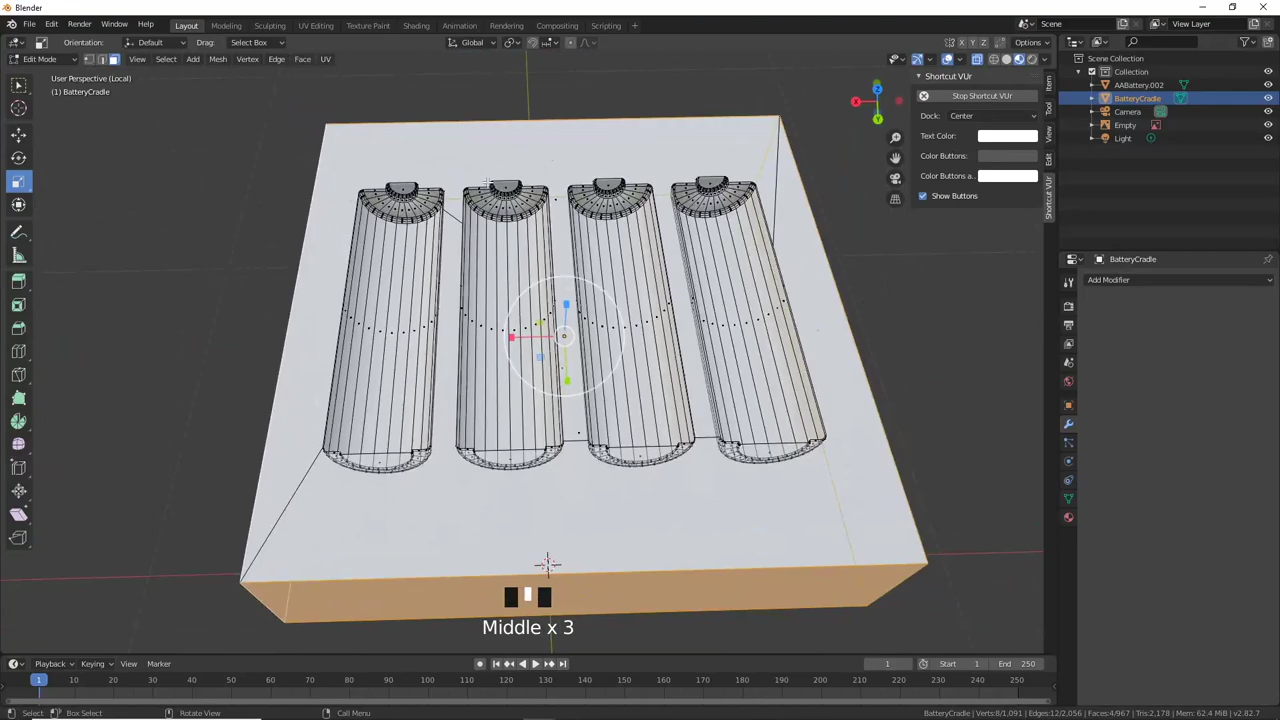 Blender
File Edit Render Window Help Layout Modeling Sculpting UV Editing Texture Paint Shading Animation Rendering Compositing Scripting + Scene View Layer
Orientation: Default Drag: Select Box Global X Y Z Options
Edit Mode View Select Add Mesh Vertex Edge Face UV
User Perspective (Local)
(1) BatteryCradle
X
Z
Y
Shortcut VUr
Stop Shortcut VUr
Dock: Center
Text Color:
Color Buttons:
Color Buttons a..
Show Buttons
Item
Tool
View
Edit
Shortcut VUr
Scene Collection
Collection
AABattery.002
BatteryCradle
Camera
Empty
Light
BatteryCradle
Add Modifier
Middle x 3
Playback Keying View Marker 1 Start 1 End 250
1 10 20 30 40 50 60 70 80 90 100 110 120 130 140 150 160 170 180 190 200 210 220 230 240 250
Select Box Select Rotate View Call Menu BatteryCradle | Verts:8/1,091 | Edges:12/2,056 | Faces:4/967 | Tris:2,178 | Mem: 62.4 MiB | v2.82.7